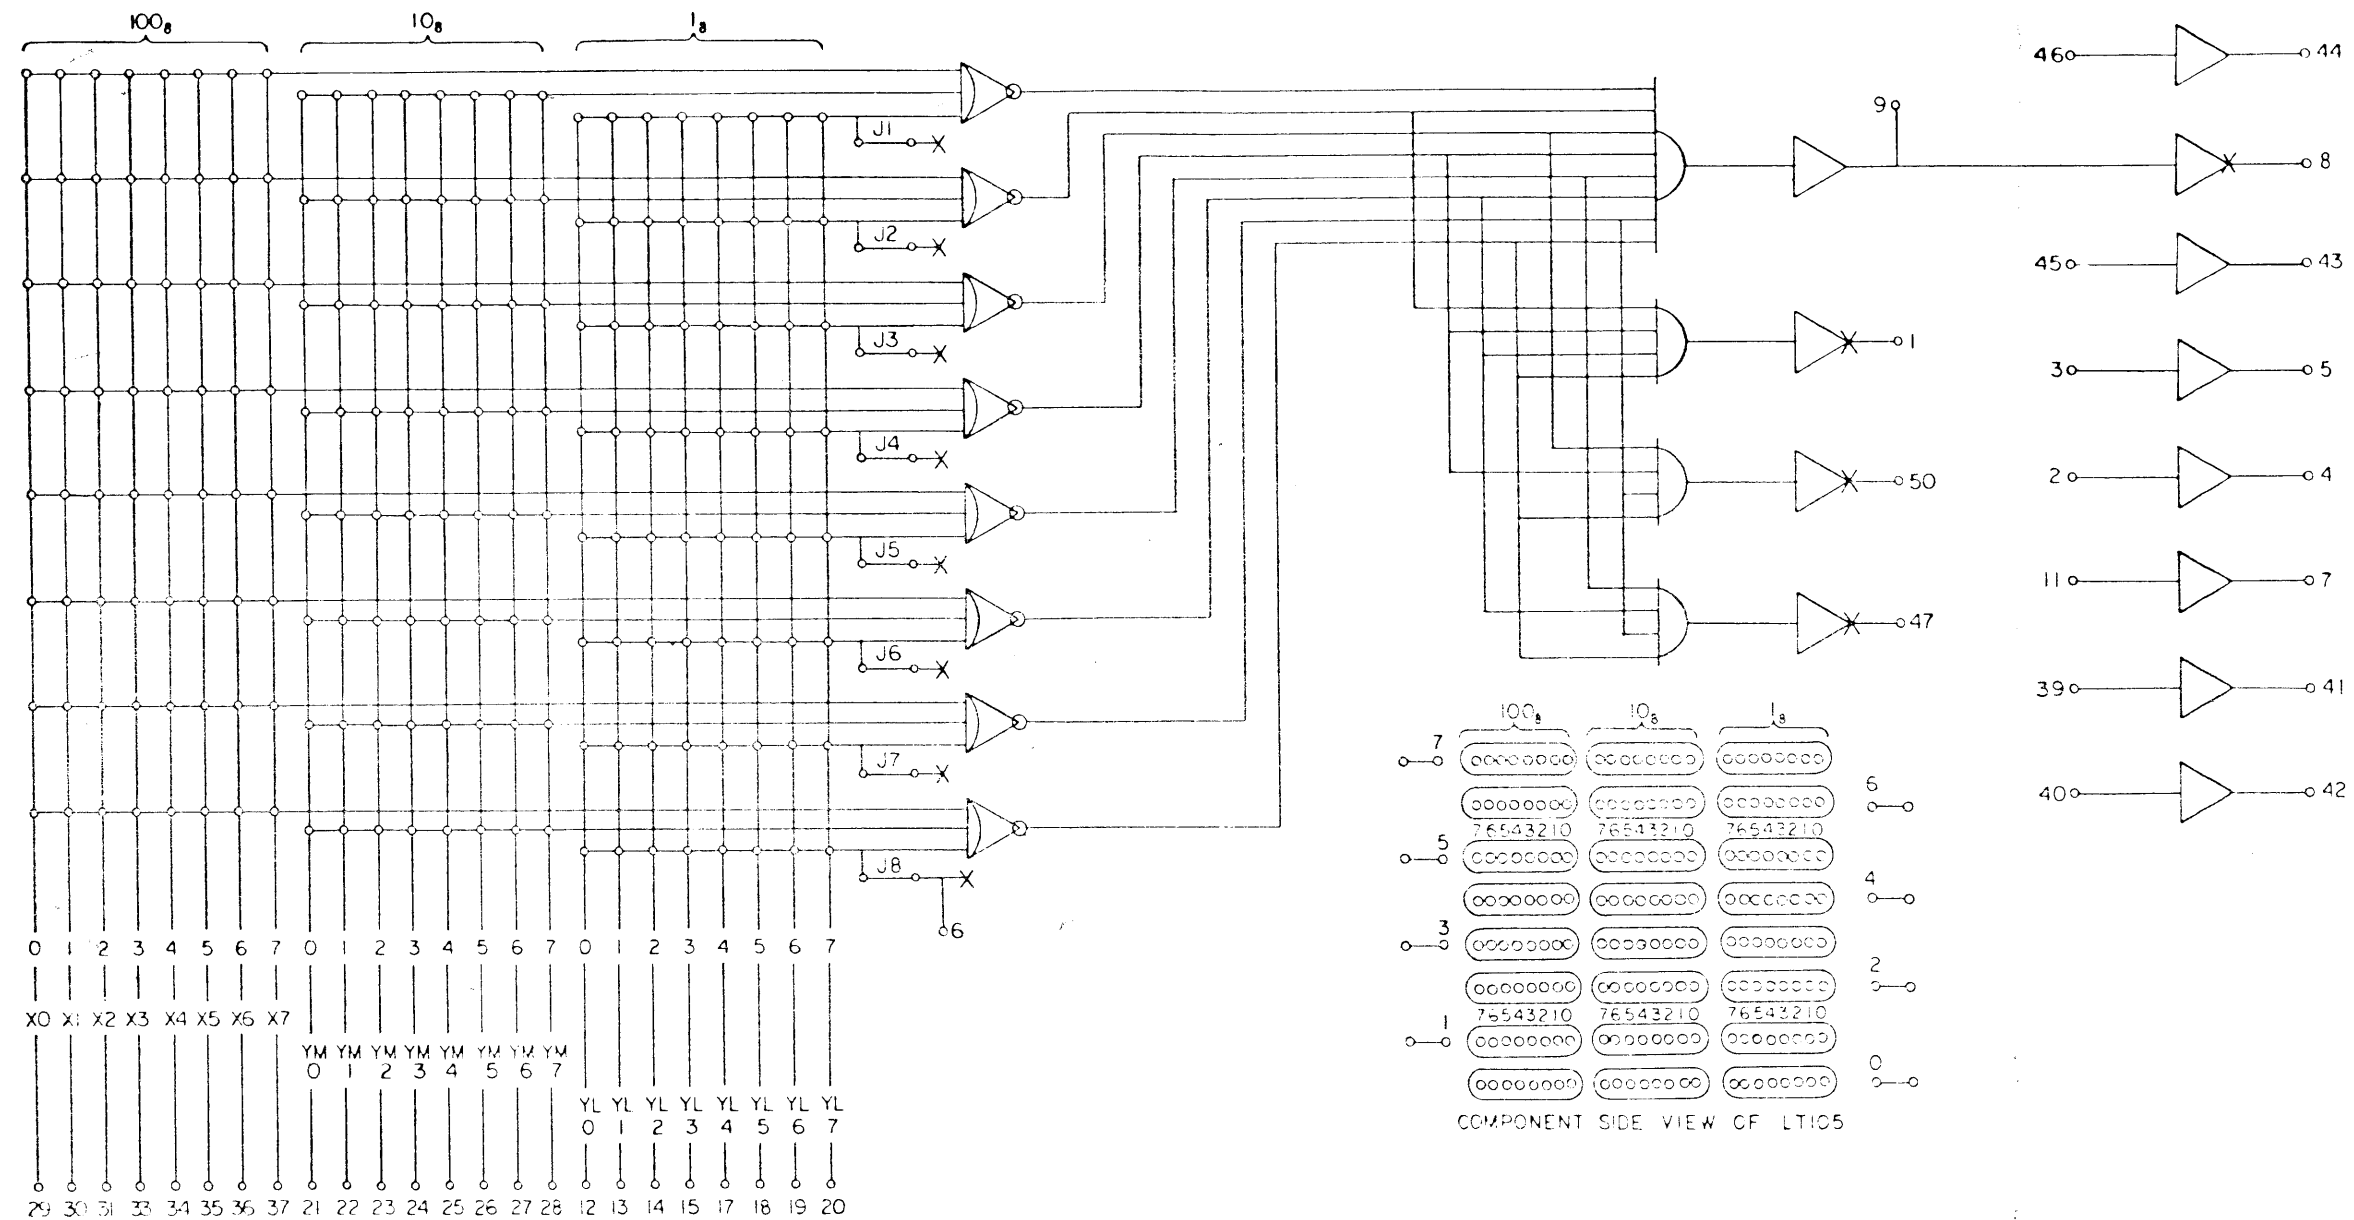 100₈ 10₈ 1₈
46 44
9
J1
8
J2
45 43
J3
1
3 5
J4
2 4
50
J5
11 7
J6
47
39 41
J7
40 42
J8
6
100₈ 10₈ 1₈
7
6
76543210 76543210 76543210
5
4
3
2
76543210 76543210 76543210
1
0
COMPONENT SIDE VIEW OF LT105
0 1 2 3 4 5 6 7 0 1 2 3 4 5 6 7 0 1 2 3 4 5 6 7
X0 X1 X2 X3 X4 X5 X6 X7
YM YM YM YM YM YM YM YM
0 1 2 3 4 5 6 7
YL YL YL YL YL YL YL YL
0 1 2 3 4 5 6 7
29 30 31 33 34 35 36 37 21 22 23 24 25 26 27 28 12 13 14 15 17 18 19 20